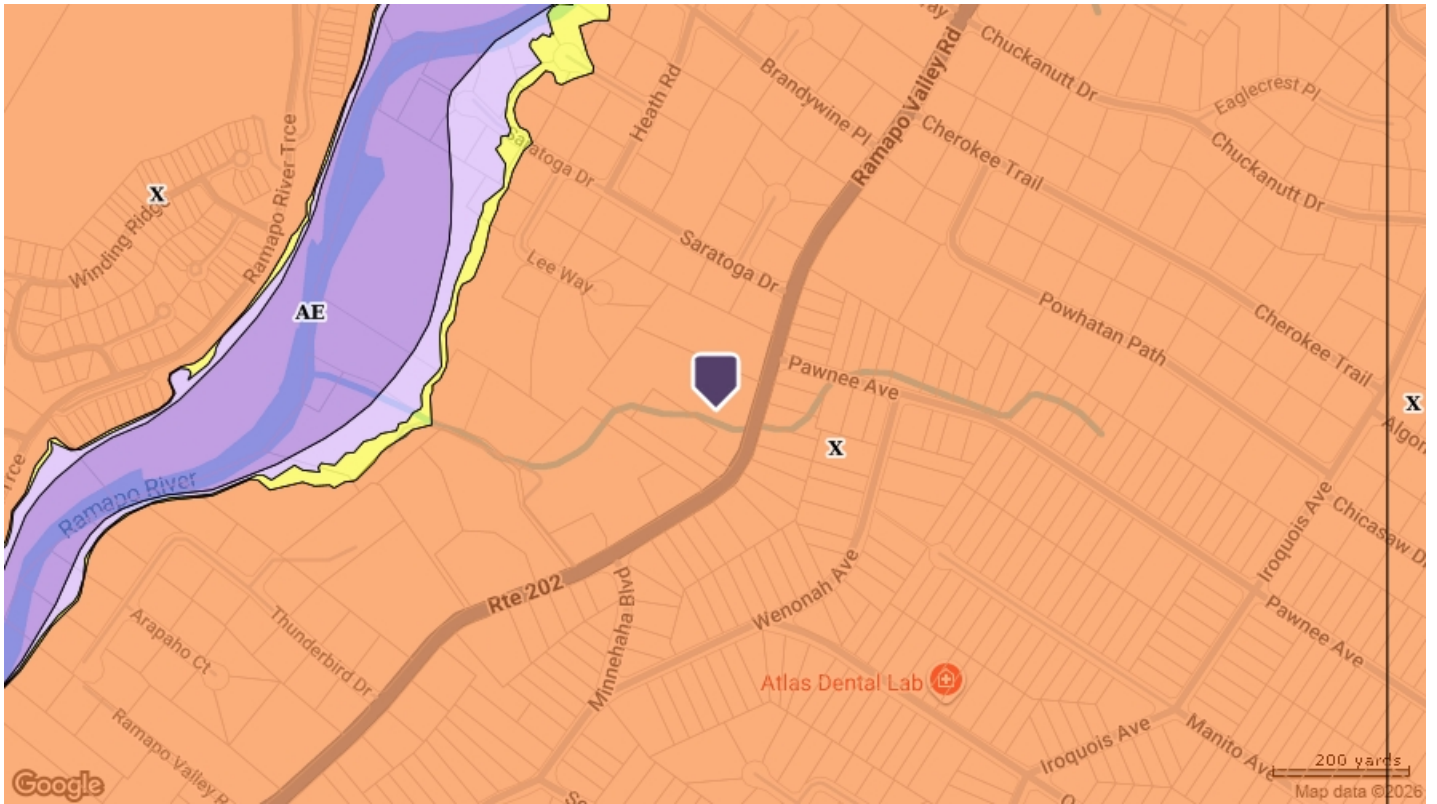 Chuckanutt Dr
Eaglecrest Pl
Brandywine Pl
Heath Rd
Ramapo Valley Rd
Cherokee Trail
Chuckanutt Dr
Saratoga Dr
Ramapo River Trce
X
Winding Ridge
Saratoga Dr
Lee Way
AE
Powhatan Path
Cherokee Trail
Pawnee Ave
X
X
Trce
Ramapo River
Iroquois Ave
Chicasaw D
Rte 202
Minnehaha Blvd
Wenonah Ave
Pawnee Ave
Arapaho Ct
Thunderbird Dr
Atlas Dental Lab
Ramapo Valley R
Iroquois Ave
Manito Ave
200 yards
Google
Map data ©2026